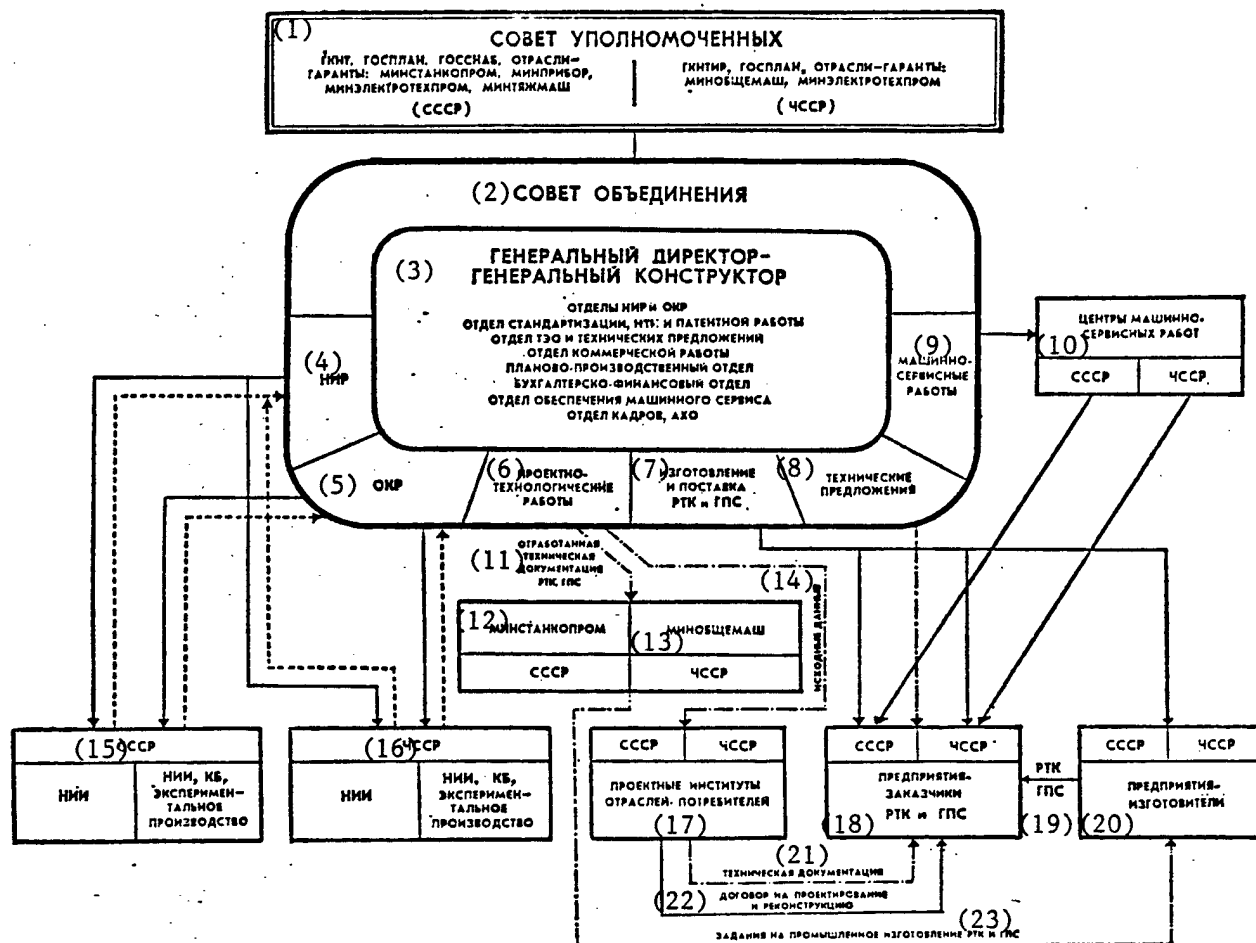 (1) СОВЕТ УПОЛНОМОЧЕННЫХ
ГКНТ, ГОСПЛАН, ГОССНАБ, ОТРАСЛИ-
ГАРАНТЫ: МИНСТАНКОПРОМ, МИНПРИБОР,
МИНЭЛЕКТРОТЕХПРОМ, МИНТЯЖМАШ
(СССР)
ГКНТИР, ГОСПЛАН, ОТРАСЛИ-ГАРАНТЫ:
МИНОБЩЕМАШ, МИНЭЛЕКТРОТЕХПРОМ
(ЧССР)
(2) СОВЕТ ОБЪЕДИНЕНИЯ
(3) ГЕНЕРАЛЬНЫЙ ДИРЕКТОР-
ГЕНЕРАЛЬНЫЙ КОНСТРУКТОР
ОТДЕЛЫ НИР И ОКР
ОТДЕЛ СТАНДАРТИЗАЦИИ, НТИ И ПАТЕНТНОЙ РАБОТЫ
ОТДЕЛ ТЭО И ТЕХНИЧЕСКИХ ПРЕДЛОЖЕНИЙ
ОТДЕЛ КОММЕРЧЕСКОЙ РАБОТЫ
ПЛАНОВО-ПРОИЗВОДСТВЕННЫЙ ОТДЕЛ
БУХГАЛТЕРСКО-ФИНАНСОВЫЙ ОТДЕЛ
ОТДЕЛ ОБЕСПЕЧЕНИЯ МАШИННОГО СЕРВИСА
ОТДЕЛ КАДРОВ, АХО
(4) НИР
(5) ОКР
(6) ПРОЕКТНО-
ТЕХНОЛОГИЧЕСКИЕ
РАБОТЫ
(7) ИЗГОТОВЛЕНИЕ
И ПОСТАВКА
РТК и ГПС
(8) ТЕХНИЧЕСКИЕ
ПРЕДЛОЖЕНИЯ
(9) МАШИННО-
СЕРВИСНЫЕ
РАБОТЫ
ЦЕНТРЫ МАШИННО-
СЕРВИСНЫХ РАБОТ
(10)
СССР
ЧССР
(11) ОТРАБОТАННАЯ
ТЕХНИЧЕСКАЯ
ДОКУМЕНТАЦИЯ
РТК, ГПС
(12) МИНСТАНКОПРОМ
(13) МИНОБЩЕМАШ
СССР
ЧССР
(14) ИСХОДНЫЕ ДАННЫЕ
(15) СССР
НИИ
НИИ, КБ,
ЭКСПЕРИМЕН-
ТАЛЬНОЕ
ПРОИЗВОДСТВО
(16) ЧССР
НИИ
НИИ, КБ,
ЭКСПЕРИМЕН-
ТАЛЬНОЕ
ПРОИЗВОДСТВО
СССР
ЧССР
ПРОЕКТНЫЕ ИНСТИТУТЫ
ОТРАСЛЕЙ-ПОТРЕБИТЕЛЕЙ
(17)
СССР
ЧССР
ПРЕДПРИЯТИЯ-
ЗАКАЗЧИКИ
РТК и ГПС
(18)
РТК
ГПС
(19)
СССР
ЧССР
ПРЕДПРИЯТИЯ-
ИЗГОТОВИТЕЛИ
(20)
(21)
ТЕХНИЧЕСКАЯ ДОКУМЕНТАЦИЯ
(22) ДОГОВОР НА ПРОЕКТИРОВАНИЕ
И РЕКОНСТРУКЦИЮ
(23)
ЗАДАНИЯ НА ПРОМЫШЛЕННОЕ ИЗГОТОВЛЕНИЕ РТК И ГПС